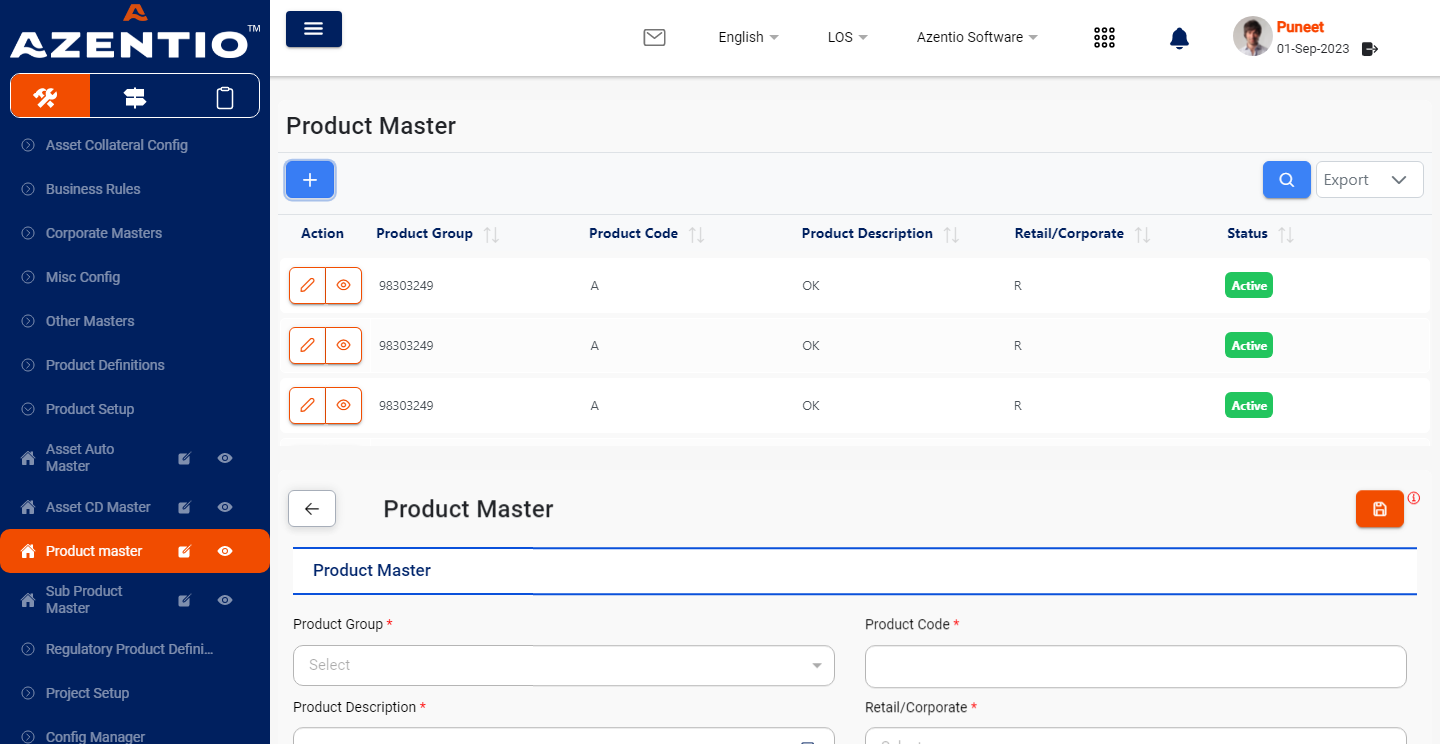 AZENTIO™
English
LOS
Azentio Software
Puneet
01-Sep-2023
Asset Collateral Config
Business Rules
Corporate Masters
Misc Config
Other Masters
Product Definitions
Product Setup
Asset Auto
Master
Asset CD Master
Product master
Sub Product
Master
Regulatory Product Defini...
Project Setup
Config Manager
Product Master
Export
Action Product Group Product Code Product Description Retail/Corporate Status
98303249 A OK R Active
98303249 A OK R Active
98303249 A OK R Active
Product Master
Product Master
Product Group *
Product Code *
Select
Product Description *
Retail/Corporate *